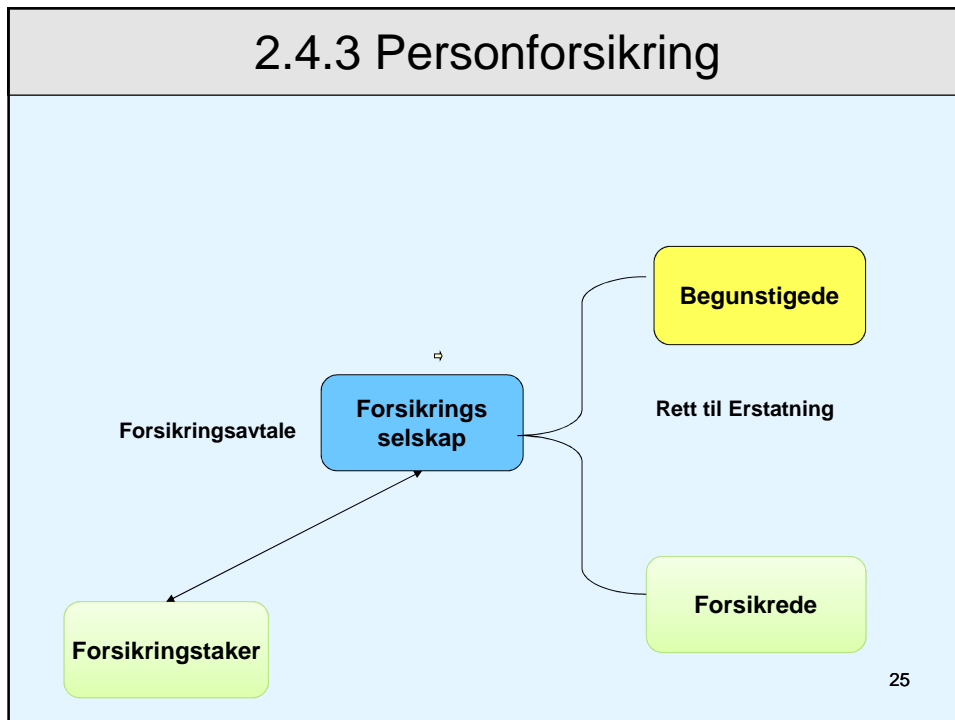 2.4.3 Personforsikring
Begunstigede
Forsikrings
selskap
Rett til Erstatning
Forsikringsavtale
Forsikrede
Forsikringstaker
25